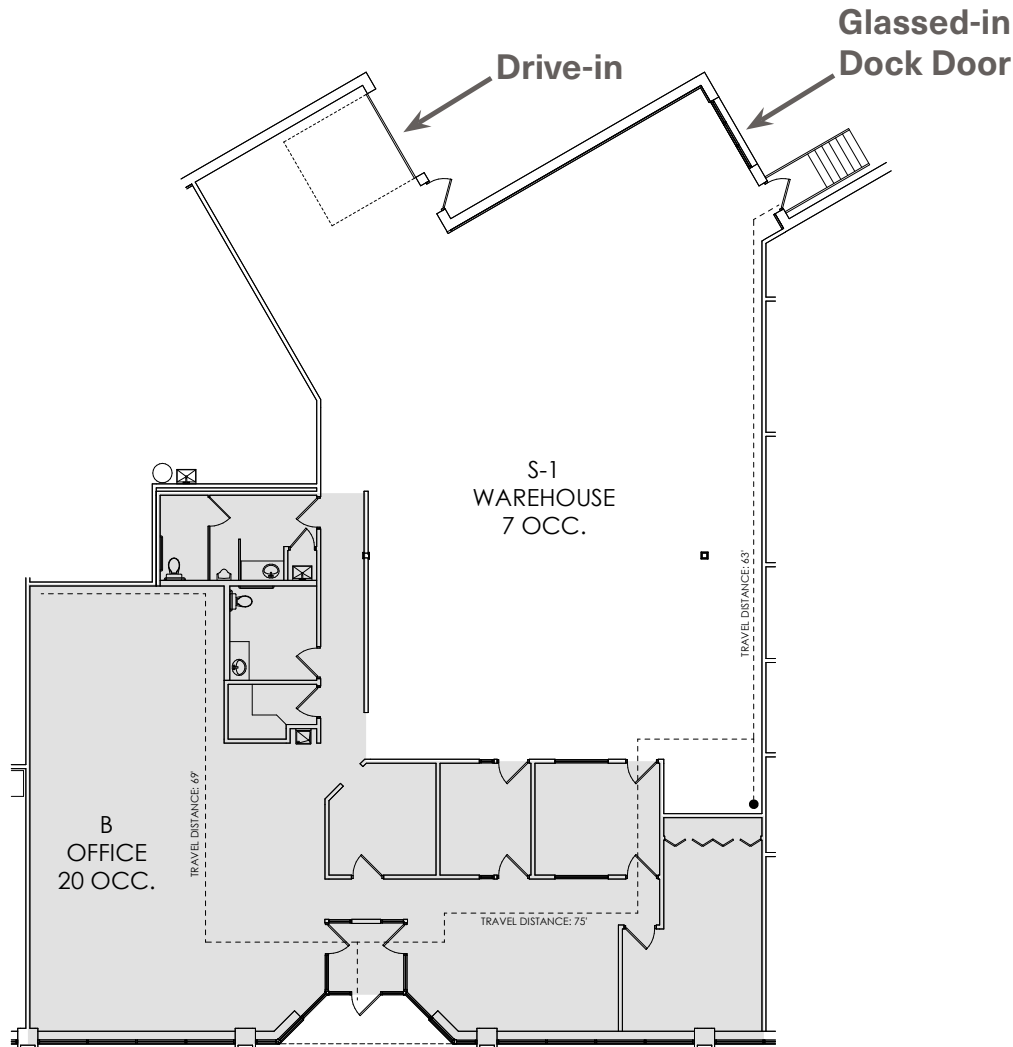 Glassed-in
Dock Door
Drive-in
S-1
WAREHOUSE
7 OCC.
TRAVEL DISTANCE: 63'
TRAVEL DISTANCE: 69'
B
OFFICE
20 OCC.
TRAVEL DISTANCE: 75'